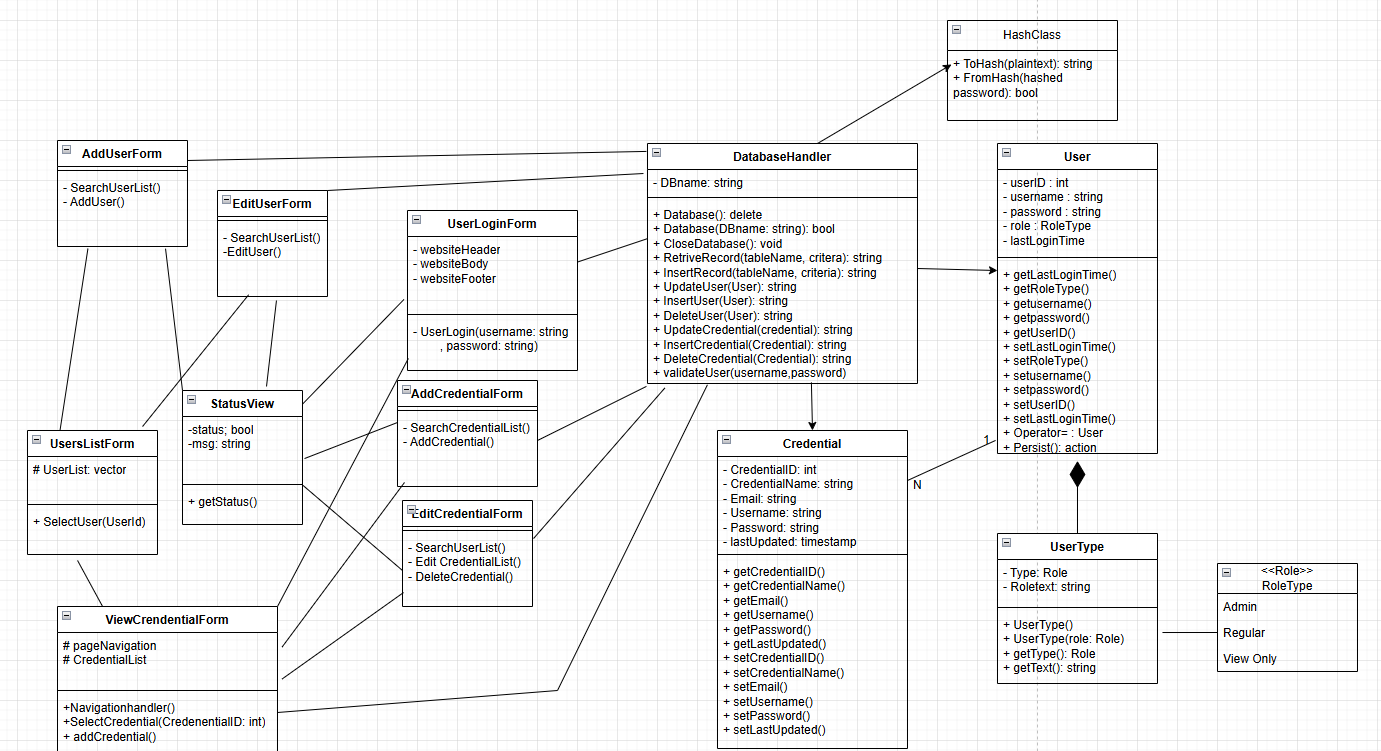 HashClass
+ ToHash(plaintext): string
+ FromHash(hashed
password): bool
AddUserForm
- SearchUserList()
- AddUser()
EditUserForm
- SearchUserList()
-EditUser()
UserLoginForm
- websiteHeader
- websiteBody
- websiteFooter
- UserLogin(username: string
, password: string)
DatabaseHandler
- DBname: string
+ Database(): delete
+ Database(DBname: string): bool
+ CloseDatabase(): void
+ RetriveRecord(tableName, critera): string
+ InsertRecord(tableName, criteria): string
+ UpdateUser(User): string
+ InsertUser(User): string
+ DeleteUser(User): string
+ UpdateCredential(credential): string
+ InsertCredential(Credential): string
+ DeleteCredential(Credential): string
+ validateUser(username,password)
User
- userID : int
- username : string
- password : string
- role : RoleType
- lastLoginTime
+ getLastLoginTime()
+ getRoleType()
+ getusername()
+ getpassword()
+ getUserID()
+ setLastLoginTime()
+ setRoleType()
+ setusername()
+ setpassword()
+ setUserID()
+ setLastLoginTime()
+ Operator= : User
+ Persist(): action
StatusView
-status; bool
-msg: string
+ getStatus()
AddCredentialForm
- SearchCredentialList()
- AddCredential()
UsersListForm
# UserList: vector
+ SelectUser(UserId)
EditCredentialForm
- SearchUserList()
- Edit CredentialList()
- DeleteCredential()
Credential
- CredentialID: int
- CredentialName: string
- Email: string
- Username: string
- Password: string
- lastUpdated: timestamp
+ getCredentialID()
+ getCredentialName()
+ getEmail()
+ getUsername()
+ getPassword()
+ getLastUpdated()
+ setCredentialID()
+ setCredentialName()
+ setEmail()
+ setUsername()
+ setPassword()
+ setLastUpdated()
1
N
UserType
- Type: Role
- Roletext: string
+ UserType()
+ UserType(role: Role)
+ getType(): Role
+ getText(): string
<<Role>>
RoleType
Admin
Regular
View Only
ViewCrendentialForm
# pageNavigation
# CredentialList
+Navigationhandler()
+SelectCredential(CredenentialID: int)
+ addCredential()